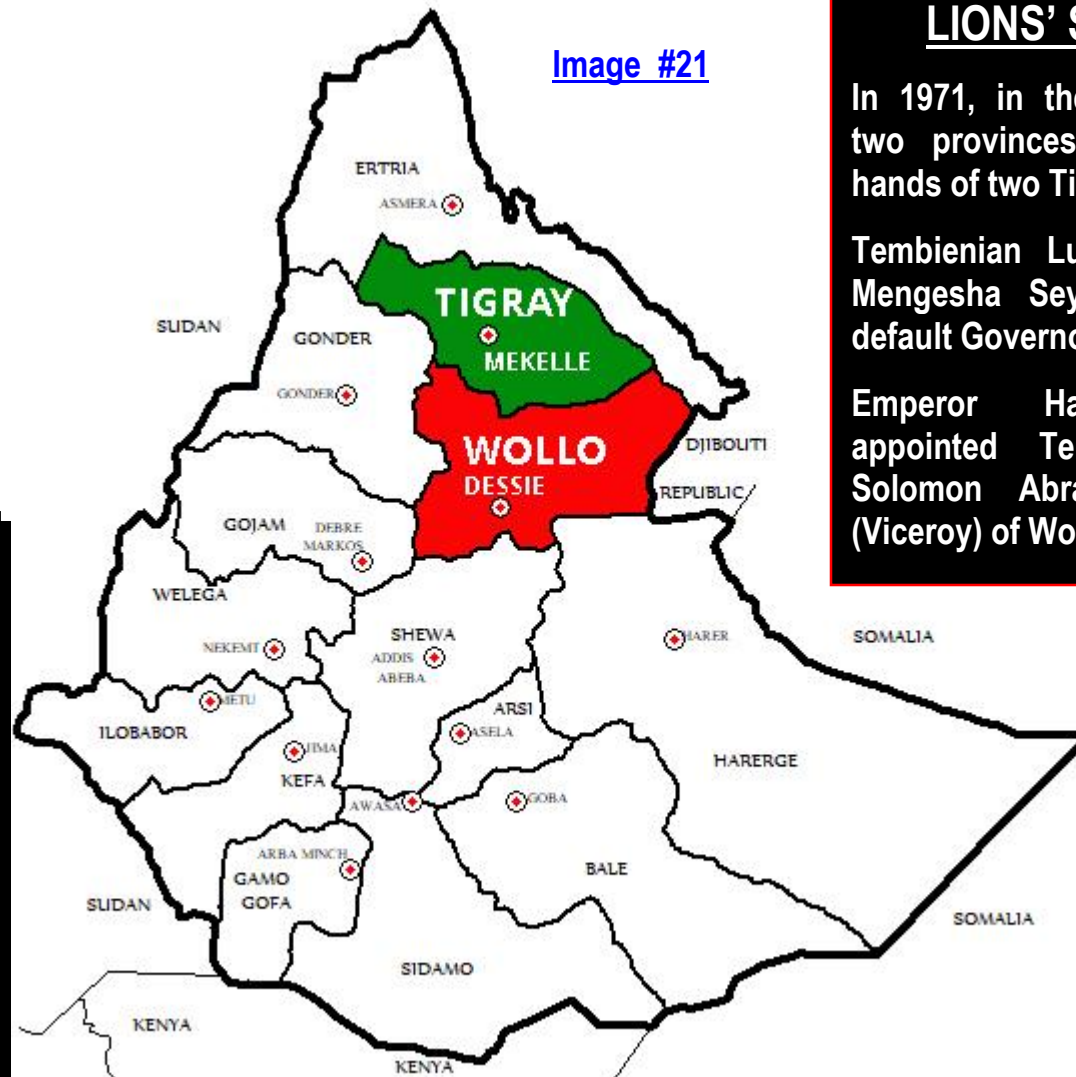 Image #21
LIONS' S
In 1971, in the
two provinces
hands of two Ti
Tembienian Lu
Mengesha Sey
default Governo
Emperor Ha
appointed Te
Solomon Abra
(Viceroy) of Wo
ERTRIA
ASMERA
TIGRAY
MEKELLE
SUDAN
GONDER
GONDER
WOLLO
DESSIE
DJIBOUTI
REPUBLIC
GOJAM
DEBRE
MARKOS
WELEGA
NEKEMT
SHEWA
ADDIS
ABEBA
HARER
SOMALIA
METU
ILOBABOR
ARSI
ASELA
JIMA
KEFA
HARERGE
AWASA
GOBA
ARBA MINCH
GAMO
GOFA
BALE
SUDAN
SOMALIA
SIDAMO
KENYA
KENYA